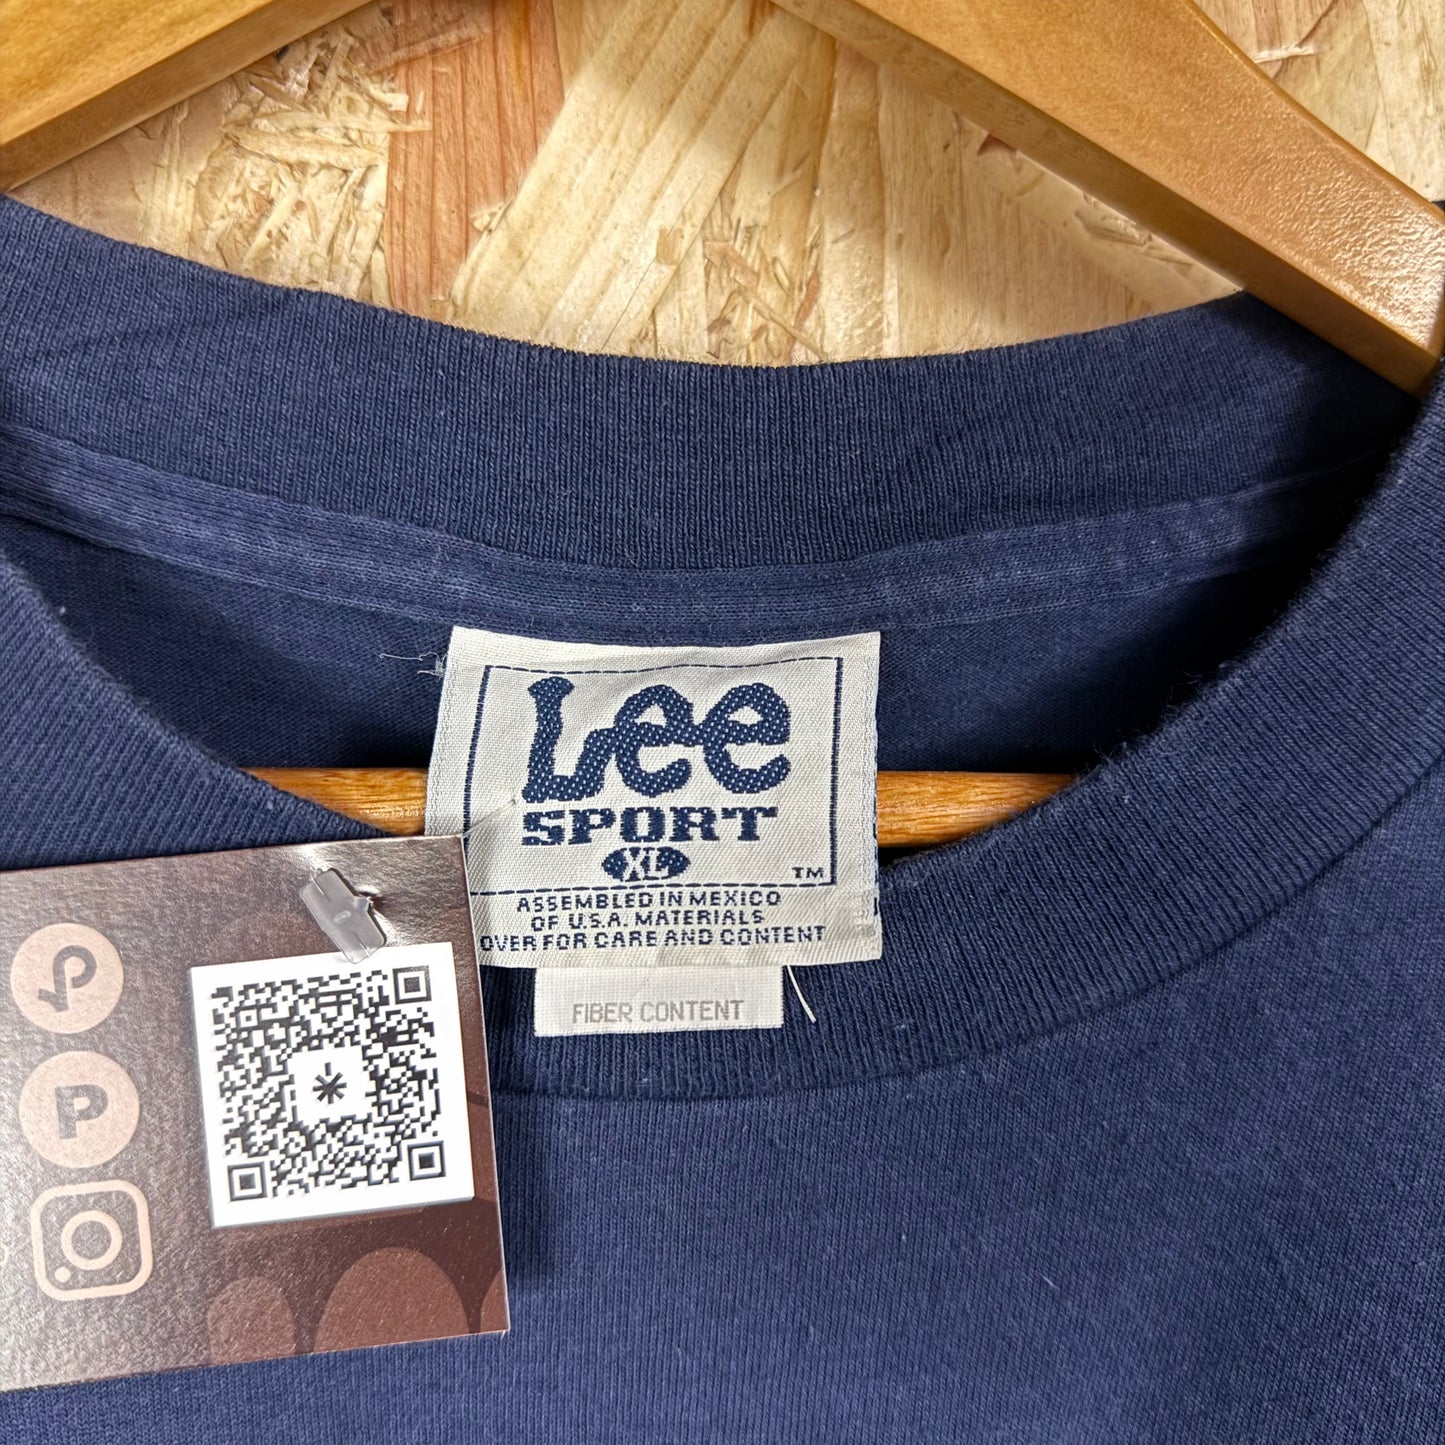 Lee
SPORT
XL
TM
ASSEMBLED IN MEXICO
OF U.S.A. MATERIALS
OVER FOR CARE AND CONTENT
FIBER CONTENT
P